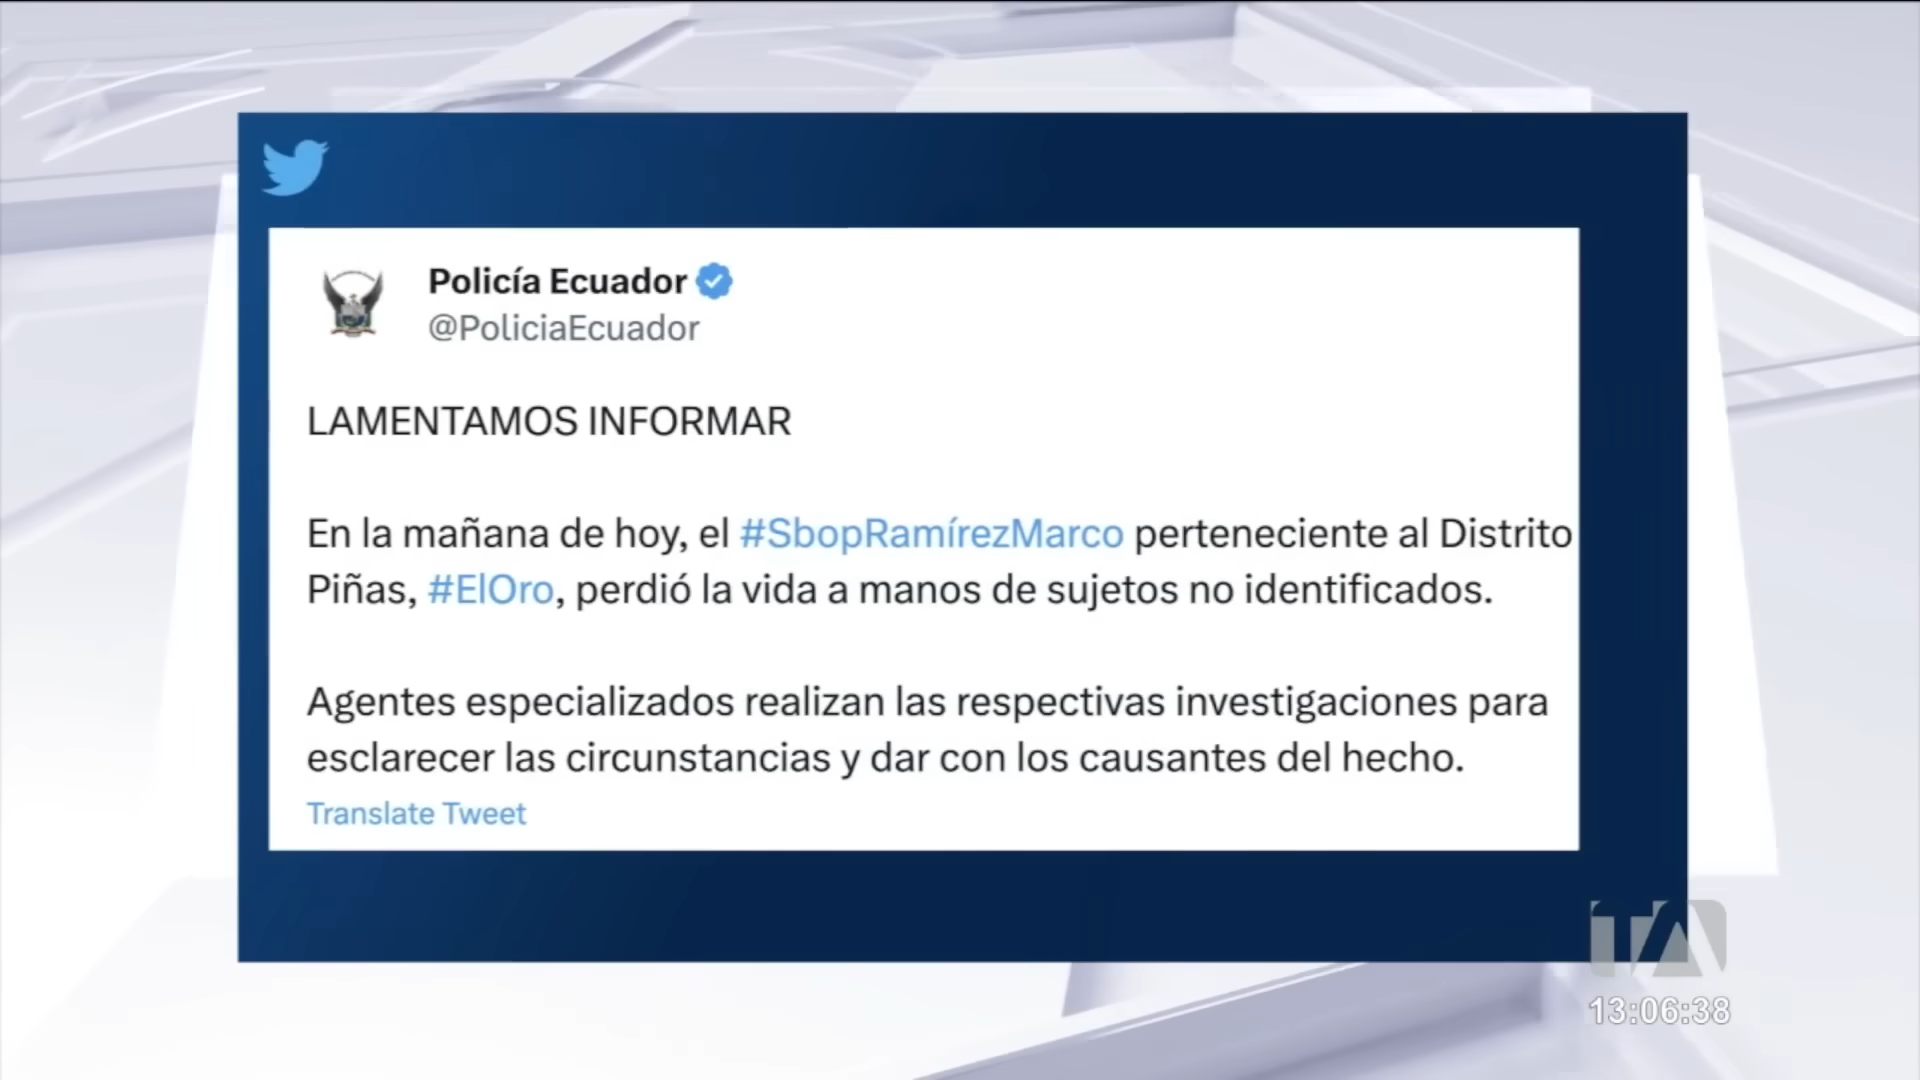 Policía Ecuador
@PoliciaEcuador
LAMENTAMOS INFORMAR
En la mañana de hoy, el #SbopRamírezMarco perteneciente al Distrito
Piñas, #ElOro, perdió la vida a manos de sujetos no identificados.
Agentes especializados realizan las respectivas investigaciones para
esclarecer las circunstancias y dar con los causantes del hecho.
Translate Tweet
TA
13:06:38